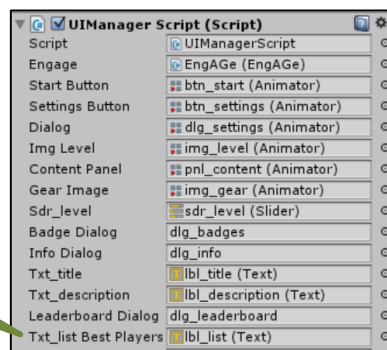 UIManager Script (Script)
Script UIManagerScript
Engage EngAGe (EngAGe)
Start Button btn_start (Animator)
Settings Button btn_settings (Animator)
Dialog dlg_settings (Animator)
Img Level img_level (Animator)
Content Panel pnl_content (Animator)
Gear Image img_gear (Animator)
Sdr_level sdr_level (Slider)
Badge Dialog dlg_badges
Info Dialog dlg_info
Txt_title lbl_title (Text)
Txt_description lbl_description (Text)
Leaderboard Dialog dlg_leaderboard
Txt_list Best Players lbl_list (Text)